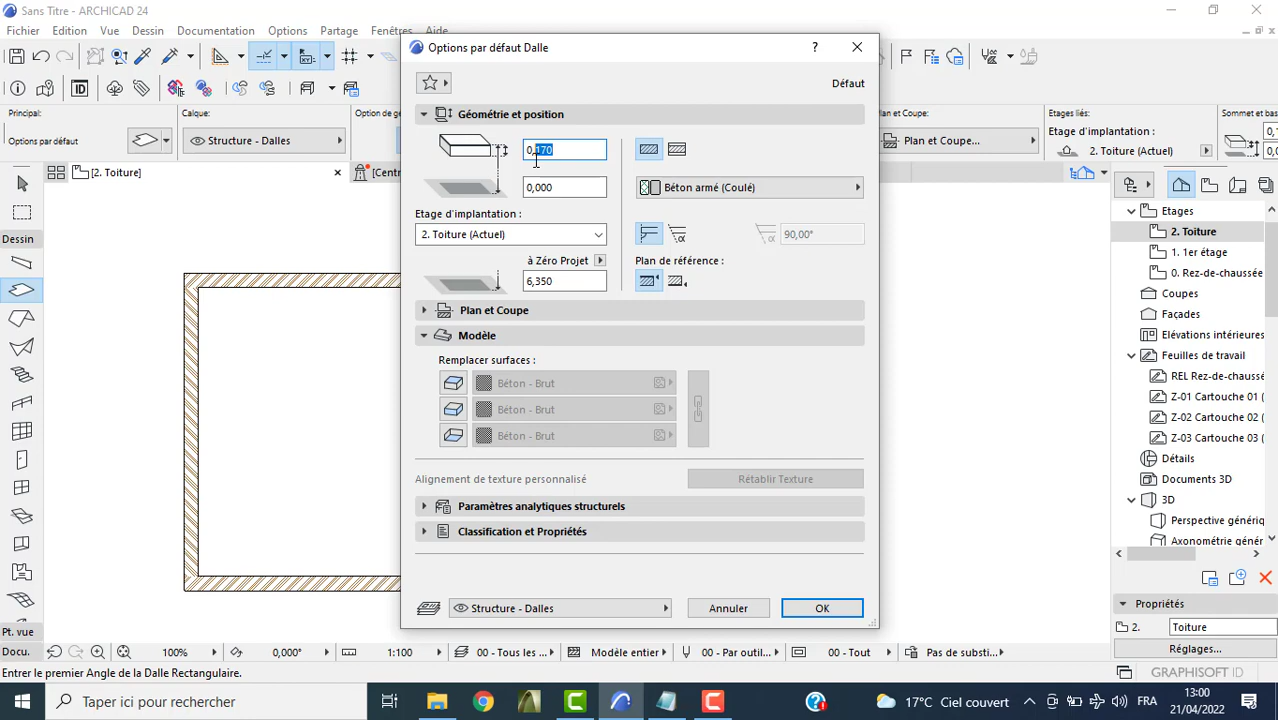 Sans Titre - ARCHICAD 24
Fichier Edition Vue Dessin Documentation Options Partage Fenêtres
Principal:
Options par défaut
Calque:
Structure - Dalles
Option de gé
Plan et Coupe:
Plan et Coupe...
Etages liés:
Etage d'implantation :
2. Toiture (Actuel)
[2. Toiture]
[Centr
Dessin
Pt. vue
Docu.
Options par défaut Dalle
?
Défaut
Géométrie et position
0,170
0,000
Béton armé (Coulé)
Etage d'implantation :
2. Toiture (Actuel)
90,00°
à Zéro Projet
Plan de référence :
6,350
Plan et Coupe
Modèle
Remplacer surfaces :
Béton - Brut
Béton - Brut
Béton - Brut
Alignement de texture personnalisé
Rétablir Texture
Paramètres analytiques structurels
Classification et Propriétés
Structure - Dalles
Annuler
OK
Etages
2. Toiture
1. 1er étage
0. Rez-de-chaussée
Coupes
Façades
Elévations intérieures
Feuilles de travail
REL Rez-de-chaussé
Z-01 Cartouche 01 (
Z-02 Cartouche 02 (
Z-03 Cartouche 03 (
Détails
Documents 3D
3D
Perspective génériq
Axonométrie génér
Propriétés
2. Toiture
Réglages...
GRAPHISOFT ID
100%
0,000°
1:100
00 - Tous les ...
Modèle entier
00 - Par outil...
00 - Tout
Pas de substi...
Entrer le premier Angle de la Dalle Rectangulaire.
Taper ici pour rechercher
17°C Ciel couvert
FRA
13:00
21/04/2022